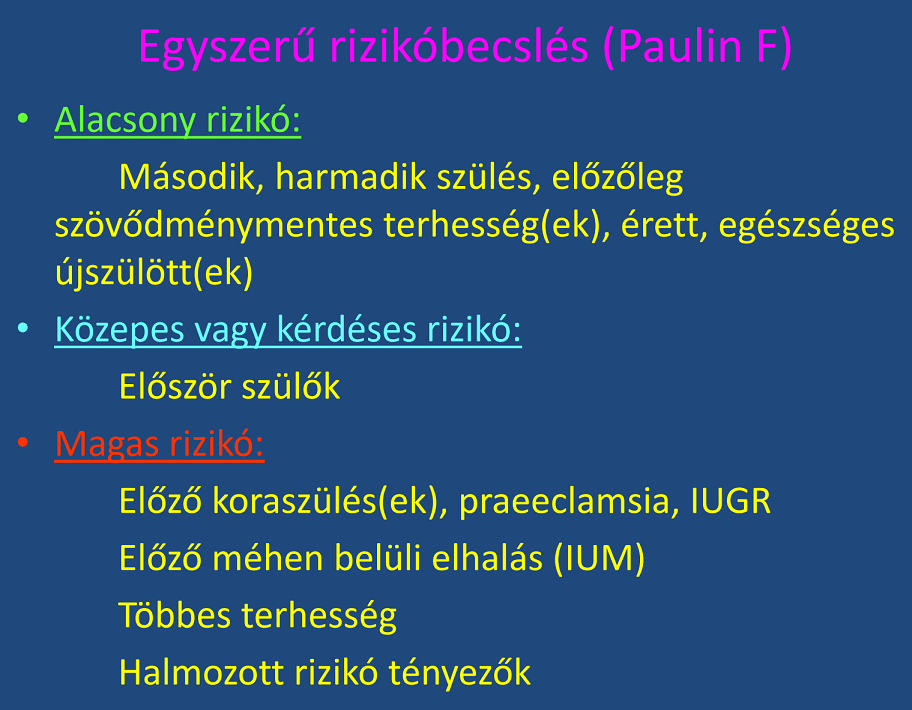 Egyszerű rizikóbecslés (Paulin F)
• Alacsony rizikó:
Második, harmadik szülés, előzőleg
szövődménymentes terhesség(ek), érett, egészséges
újszülött(ek)
• Közepes vagy kérdéses rizikó:
Először szülők
• Magas rizikó:
Előző koraszülés(ek), praeeclamsia, IUGR
Előző méhen belüli elhalás (IUM)
Többes terhesség
Halmozott rizikó tényezők